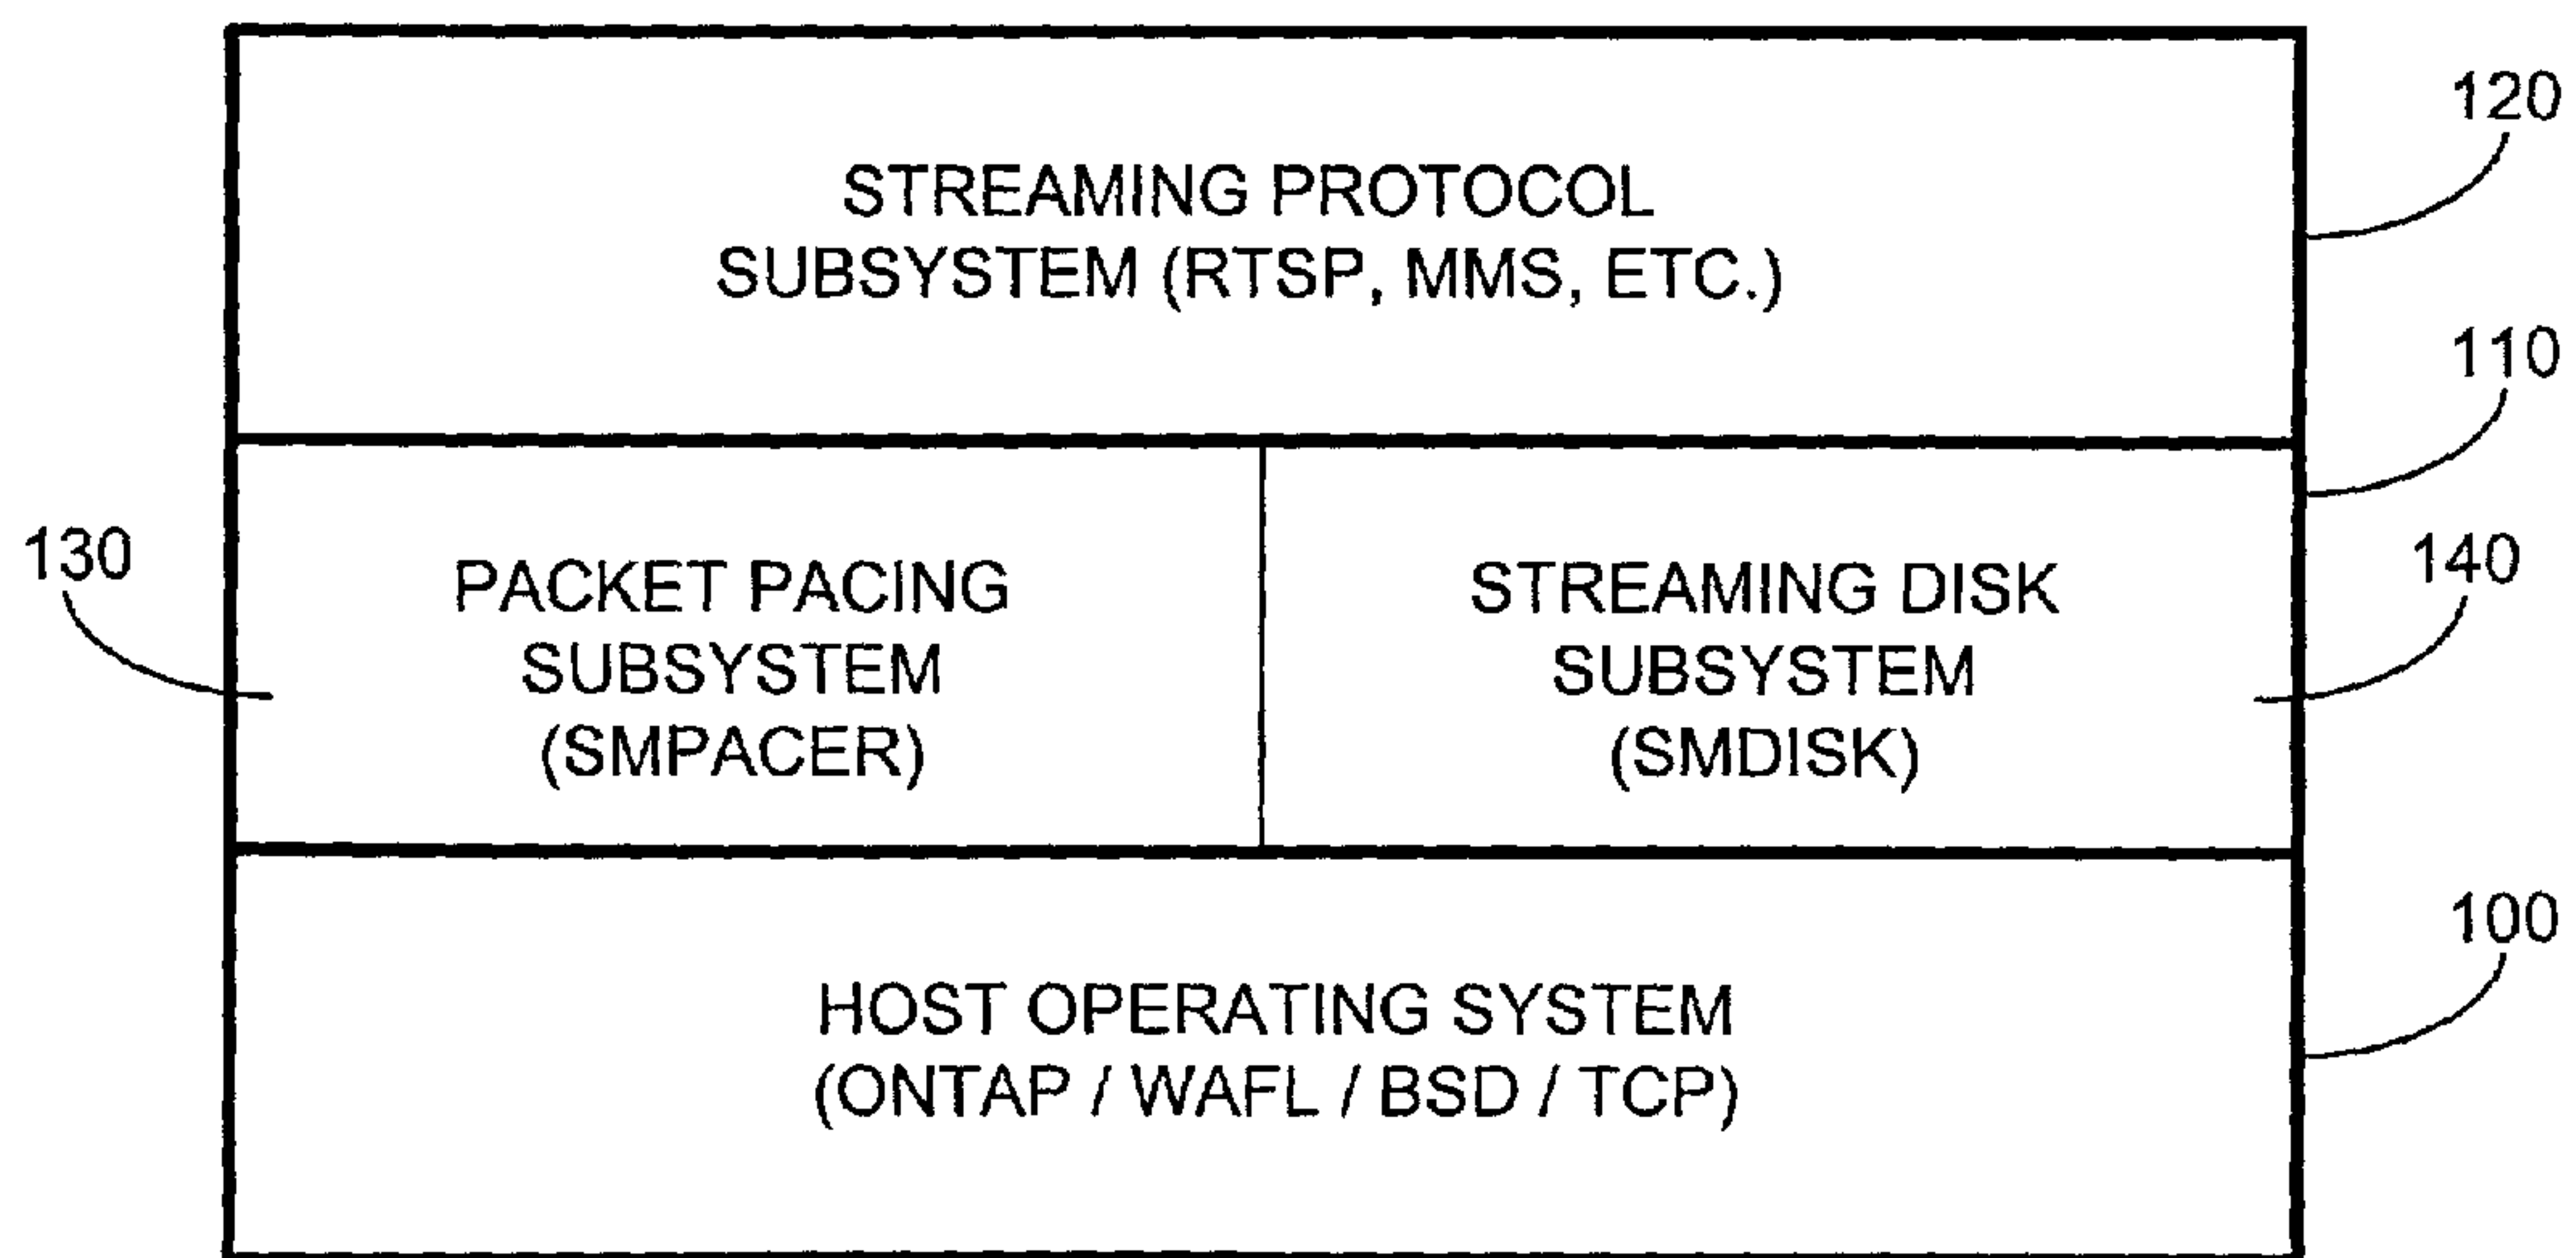 120
STREAMING PROTOCOL
SUBSYSTEM (RTSP, MMS, ETC.)
110
130
PACKET PACING
SUBSYSTEM
(SMPACER)
STREAMING DISK
SUBSYSTEM
(SMDISK)
140
100
HOST OPERATING SYSTEM
(ONTAP / WAFL / BSD / TCP)